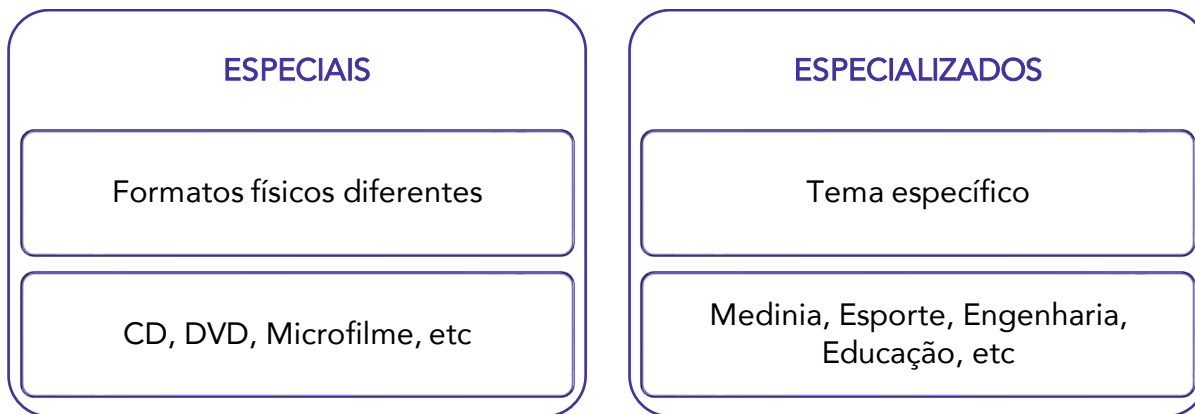 ESPECIAIS
Formatos físicos diferentes
CD, DVD, Microfilme, etc
ESPECIALIZADOS
Tema específico
Medinia, Esporte, Engenharia,
Educação, etc